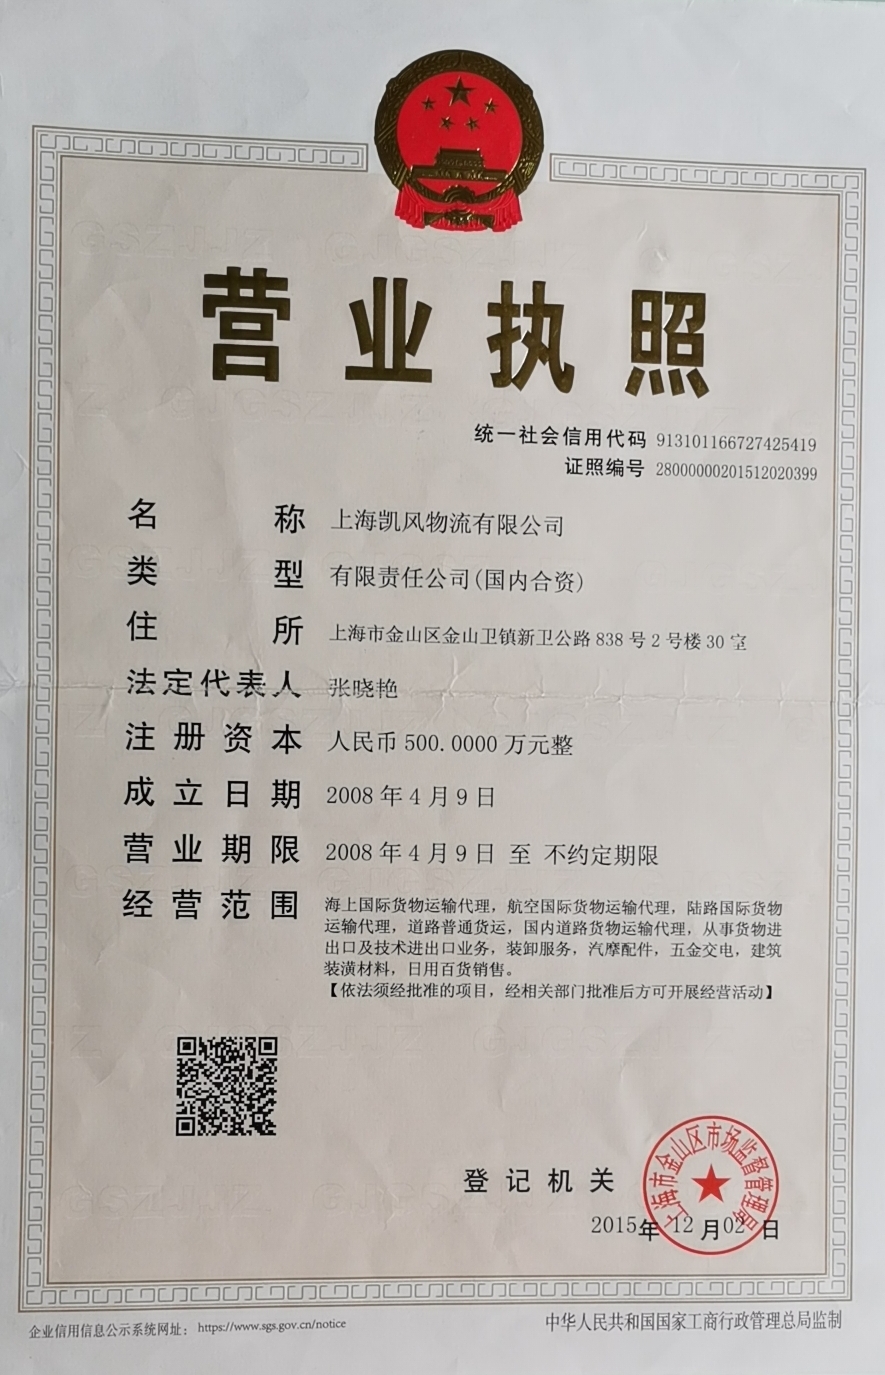 营业执照
统一社会信用代码 913101166727425419
证照编号 28000000201512020399
名称 上海凯风物流有限公司
类型 有限责任公司(国内合资)
住所 上海市金山区金山卫镇新卫公路838号2号楼30室
法定代表人 张晓艳
注册资本 人民币500.0000万元整
成立日期 2008年4月9日
营业期限 2008年4月9日 至 不约定期限
经营范围 海上国际货物运输代理，航空国际货物运输代理，陆路国际货物
运输代理，道路普通货运，国内道路货物运输代理，从事货物进
出口及技术进出口业务，装卸服务，汽摩配件，五金交电，建筑
装潢材料，日用百货销售。
【依法须经批准的项目，经相关部门批准后方可开展经营活动】
登记机关
上海市金山区市场监督管理局
2015年12月02日
企业信用信息公示系统网址：https://www.sgs.gov.cn/notice
中华人民共和国国家工商行政管理总局监制